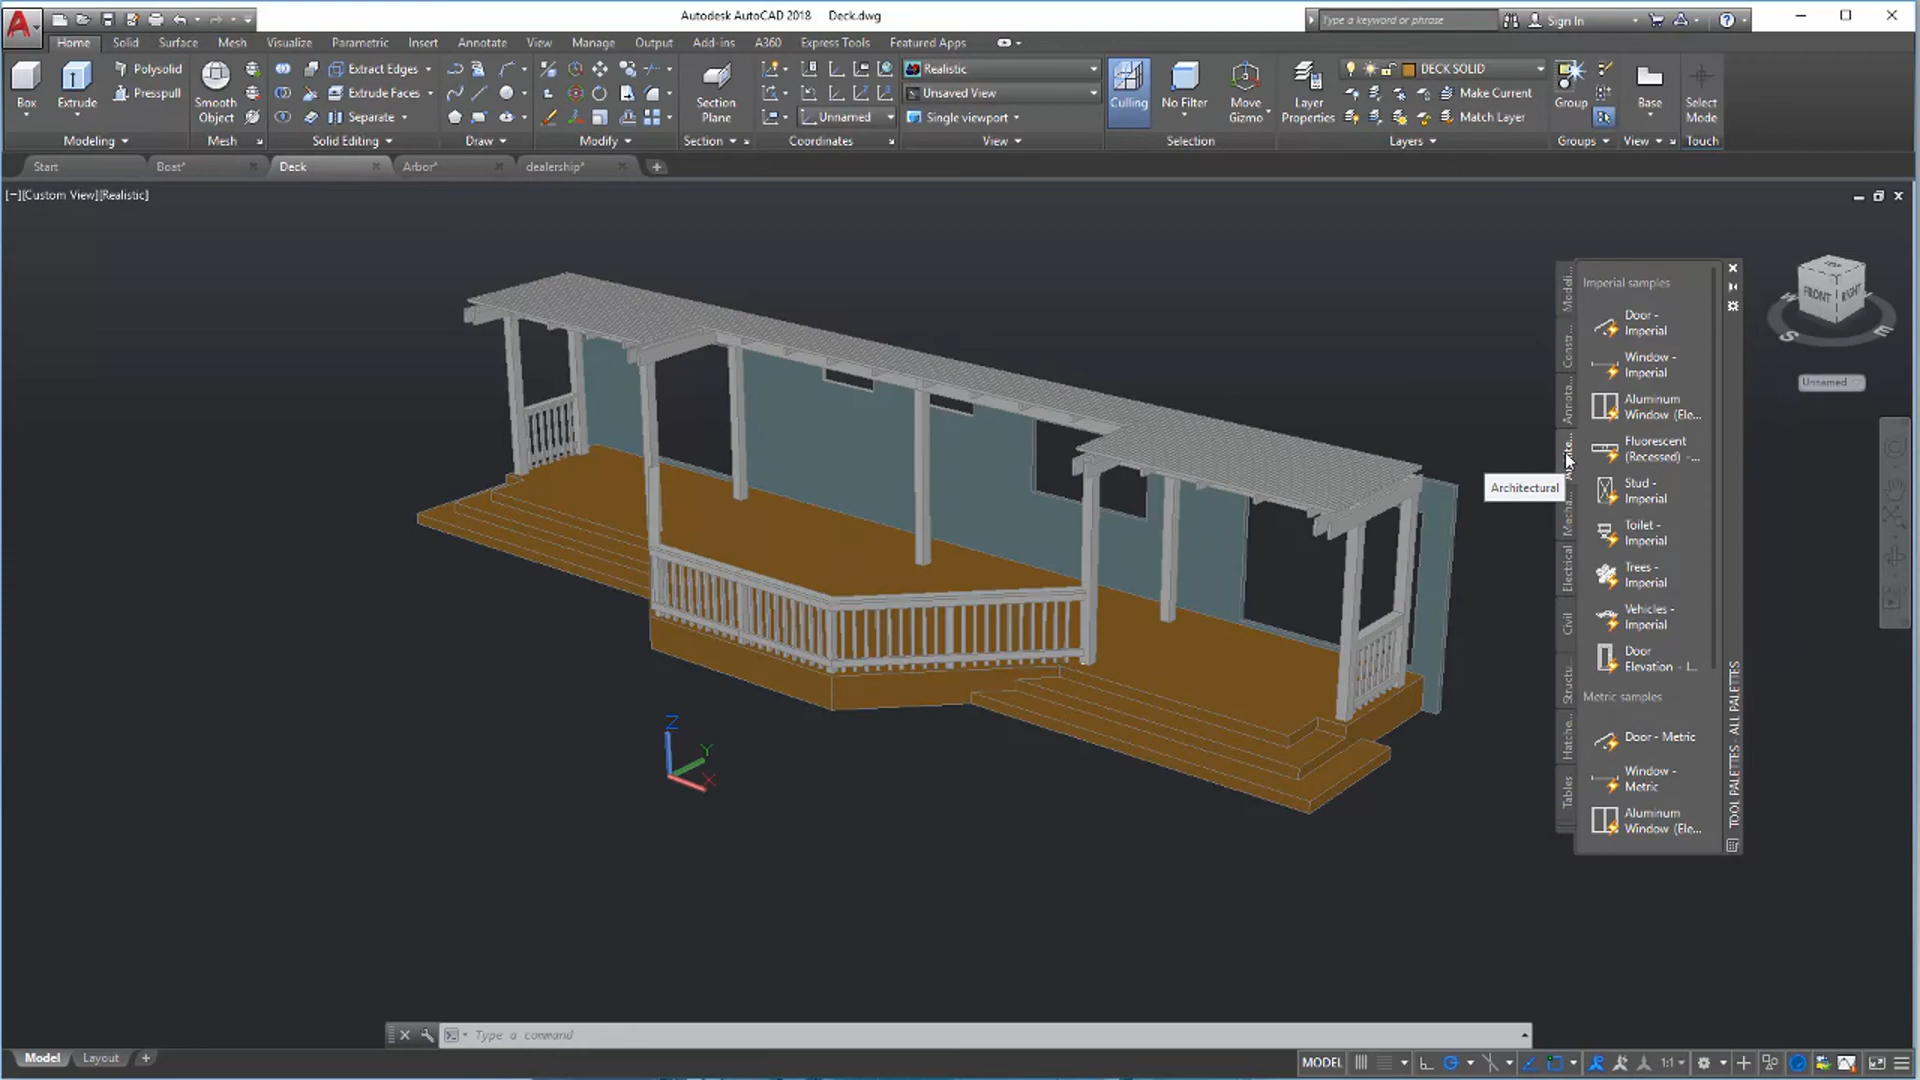 Autodesk AutoCAD 2018 Deck.dwg
Type a keyword or phrase
Sign In
Home Solid Surface Mesh Visualize Parametric Insert Annotate View Manage Output Add-ins A360 Express Tools Featured Apps
Box
Extrude
Polysolid
Presspull
Modeling
Smooth
Object
Mesh
Extract Edges
Extrude Faces
Separate
Solid Editing
Draw
Modify
Section
Plane
Section
Unnamed
Coordinates
Realistic
Unsaved View
Single viewport
View
Culling
No Filter
Move
Gizmo
Selection
Layer
Properties
DECK SOLID
Make Current
Match Layer
Layers
Group
Groups
Base
View
Select
Mode
Touch
Start
Boat*
Deck
Arbor*
dealership*
[−][Custom View][Realistic]
TOP
FRONT
RIGHT
S
E
Unnamed
Modeli...
Constr...
Annota...
Mecha...
Electrical
Civil
Structu...
Hatche...
Tables
Architectural
Imperial samples
Door -
Imperial
Window -
Imperial
Aluminum
Window (Ele...
Fluorescent
(Recessed) -...
Stud -
Imperial
Toilet -
Imperial
Trees -
Imperial
Vehicles -
Imperial
Door
Elevation - I...
Metric samples
Door - Metric
Window -
Metric
Aluminum
Window (Ele...
TOOL PALETTES - ALL PALETTES
Z
Y
X
Type a command
Model
Layout
MODEL
1:1